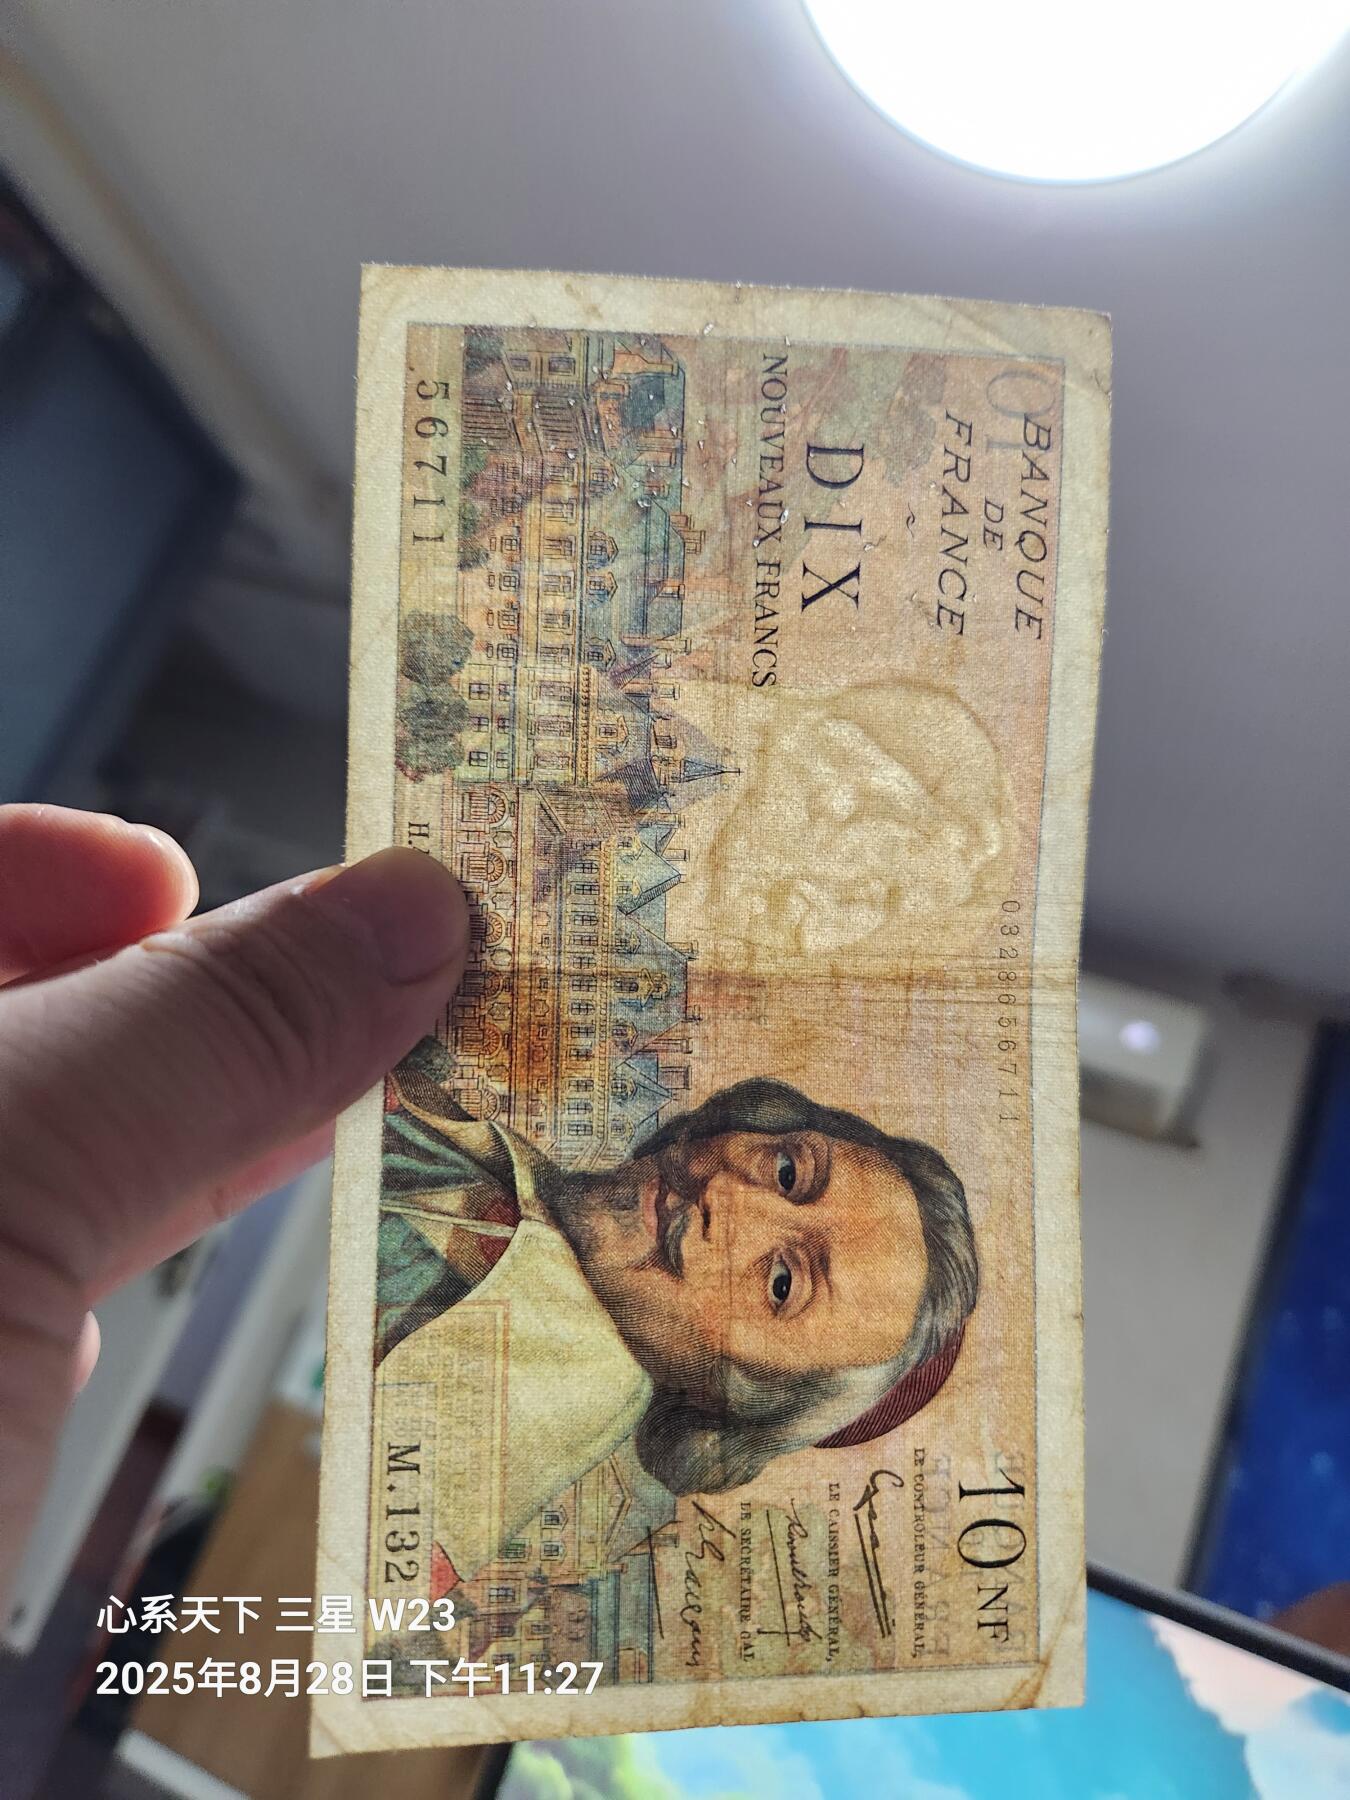 BANQUE
DE
FRANCE
DIX
NOUVEAUX FRANCS
0328656711
10 NF
LE CONTRÔLEUR GÉNÉRAL,
LE CAISSIER GÉNÉRAL,
LE SECRÉTAIRE GAL
56711
M.132
心系天下 三星 W23
2025年8月28日 下午11:27